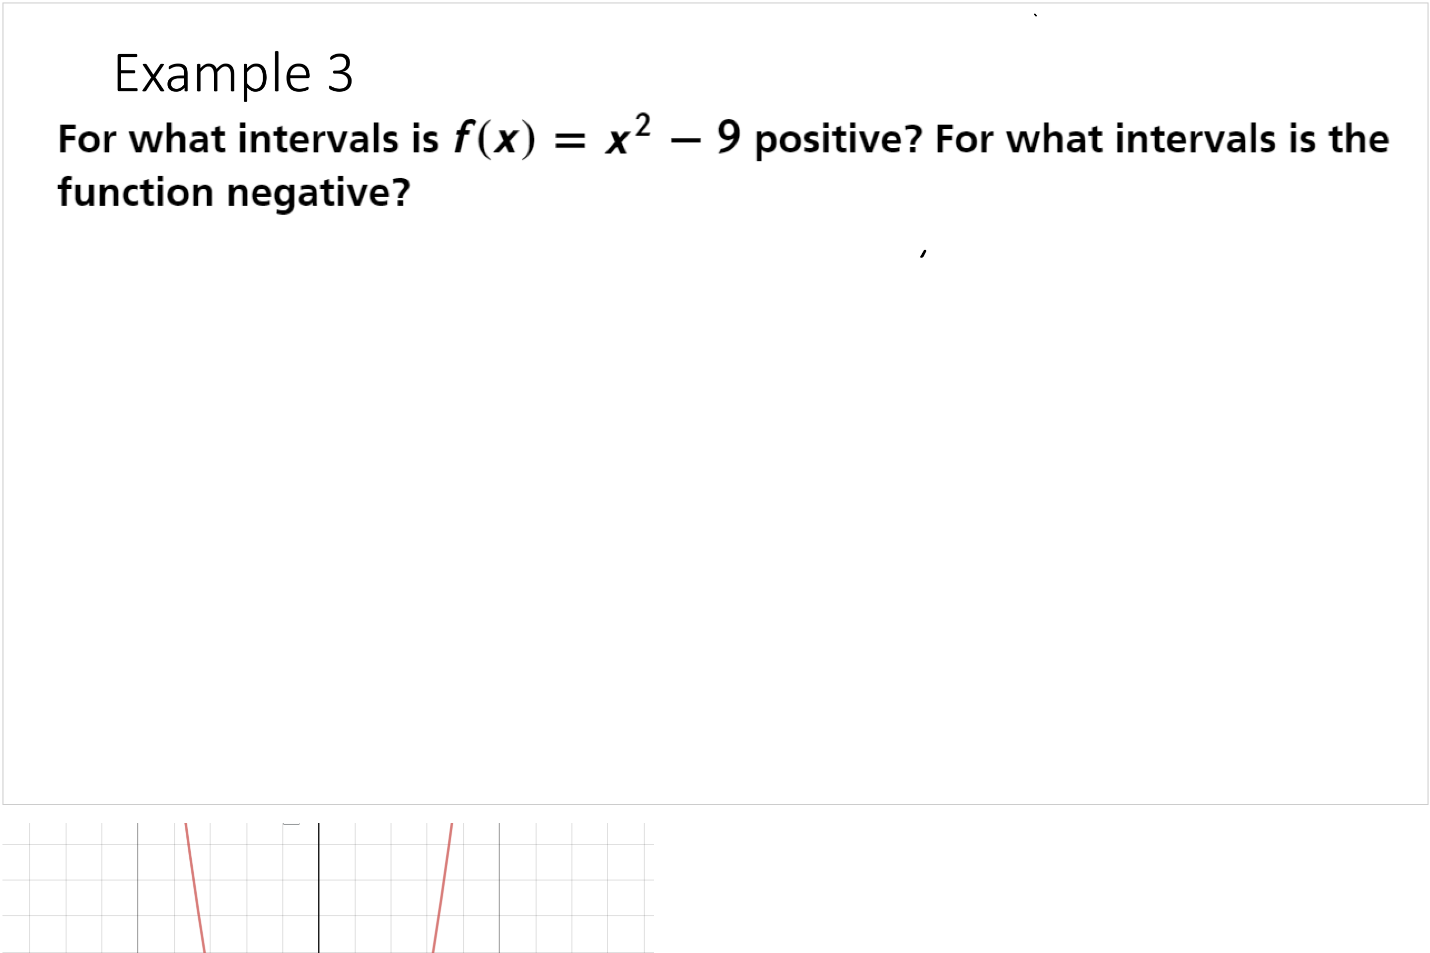 Example 3
For what intervals is f(x) = x² – 9 positive? For what intervals is the
function negative?